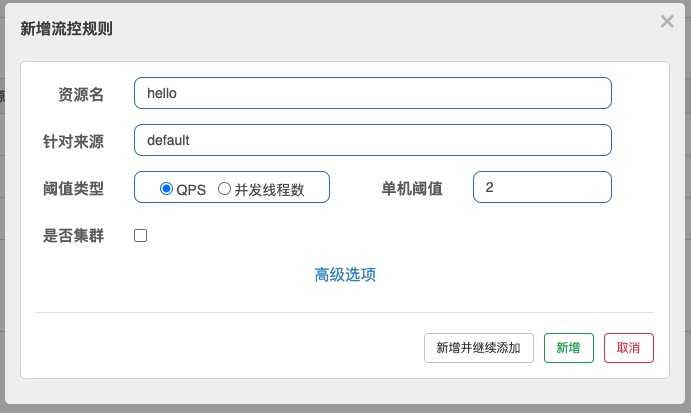 新增流控规则
资源名 hello
针对来源 default
阈值类型 QPS 并发线程数 单机阈值 2
是否集群
高级选项
新增并继续添加 新增 取消